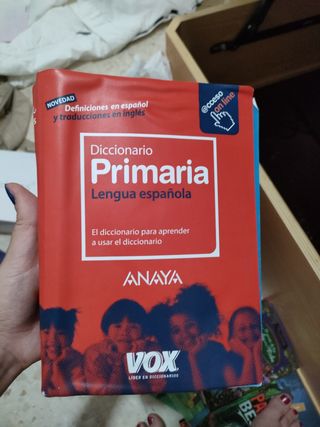 NOVEDAD
Definiciones en español
y traducciones en inglés
@cceso
on line
Diccionario
Primaria
Lengua española
El diccionario para aprender
a usar el diccionario
ANAYA
VOX
LÍDER EN DICCIONARIOS